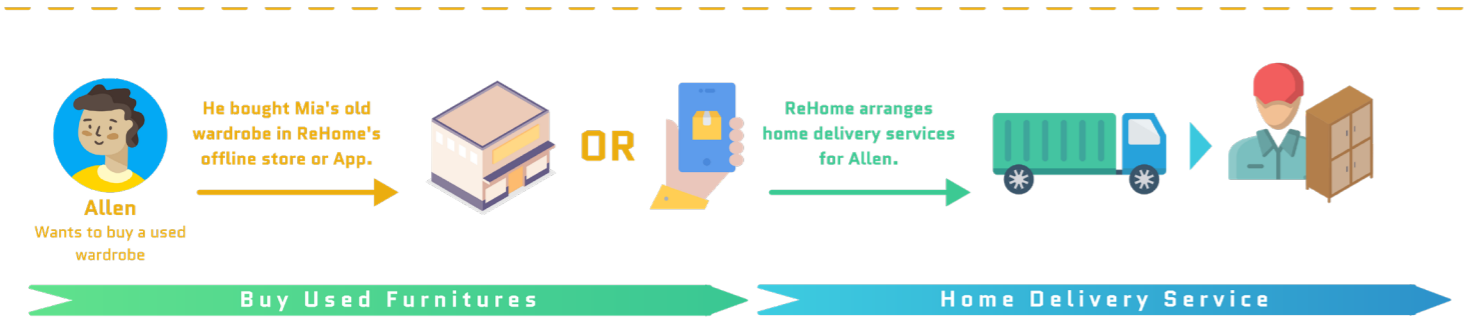 He bought Mia's old
wardrobe in ReHome's
offline store or App.
OR
ReHome arranges
home delivery services
for Allen.
Allen
Wants to buy a used
wardrobe
Buy Used Furnitures
Home Delivery Service